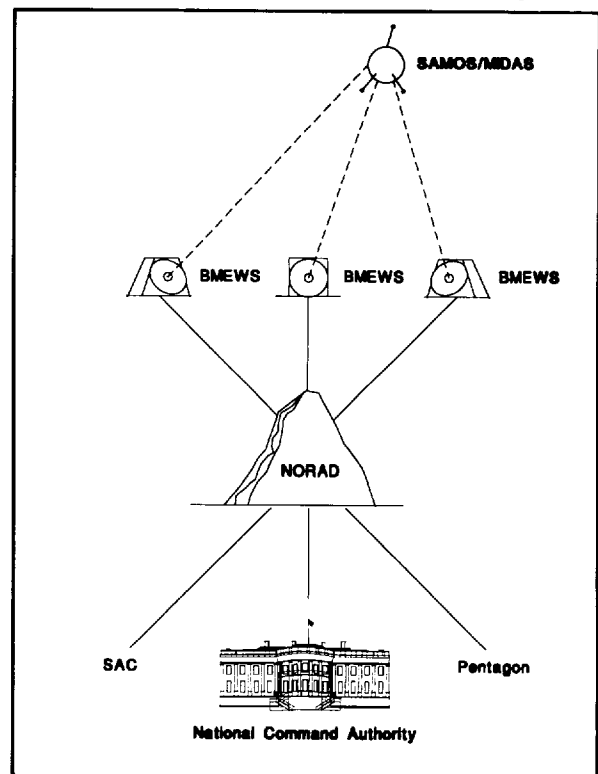 SAMOS/MIDAS
BMEWS
BMEWS
BMEWS
NORAD
SAC
Pentagon
National Command Authority